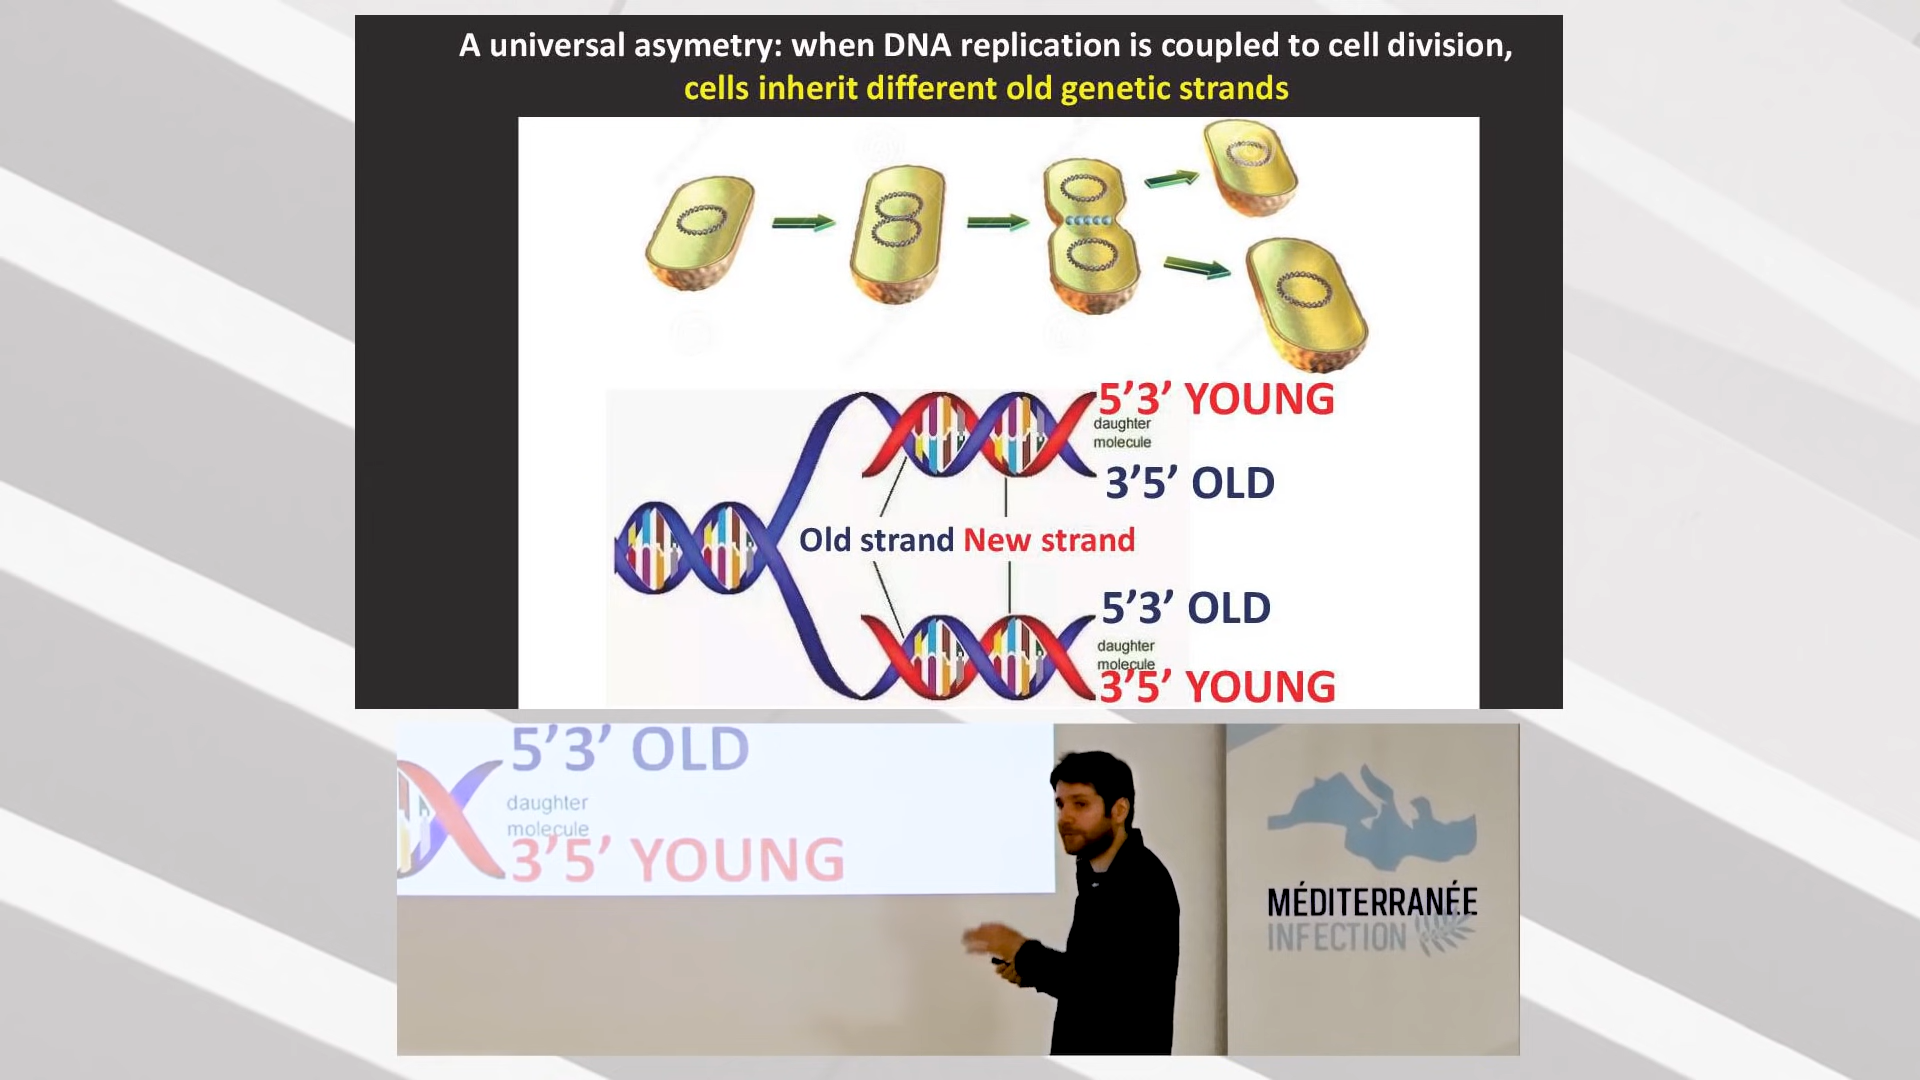 A universal asymetry: when DNA replication is coupled to cell division,
cells inherit different old genetic strands
5’3’ YOUNG
daughter
molecule
3’5’ OLD
Old strand New strand
5’3’ OLD
daughter
molecule
3’5’ YOUNG
5’3’ OLD
daughter
molecule
3’5’ YOUNG
MÉDITERRANÉE
INFECTION